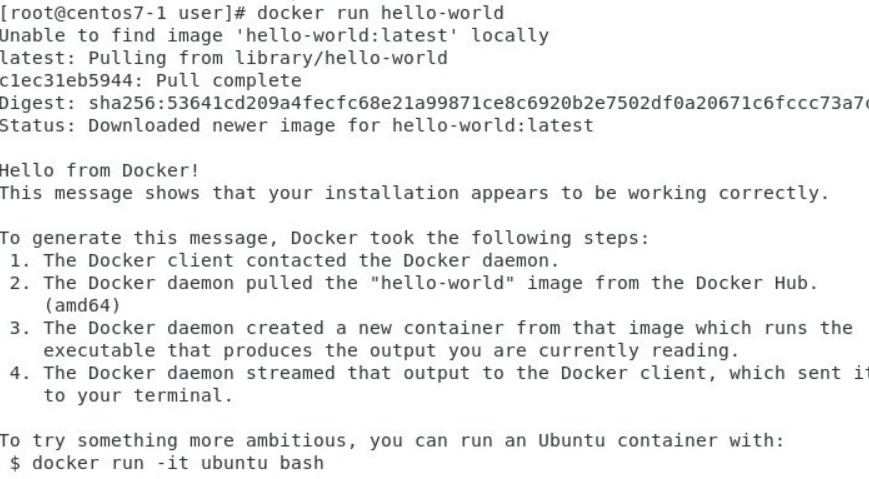 [root@centos7-1 user]# docker run hello-world
Unable to find image 'hello-world:latest' locally
latest: Pulling from library/hello-world
c1ec31eb5944: Pull complete
Digest: sha256:53641cd209a4fecfc68e21a99871ce8c6920b2e7502df0a20671c6fccc73a7c
Status: Downloaded newer image for hello-world:latest

Hello from Docker!
This message shows that your installation appears to be working correctly.

To generate this message, Docker took the following steps:
 1. The Docker client contacted the Docker daemon.
 2. The Docker daemon pulled the "hello-world" image from the Docker Hub.
    (amd64)
 3. The Docker daemon created a new container from that image which runs the
    executable that produces the output you are currently reading.
 4. The Docker daemon streamed that output to the Docker client, which sent it
    to your terminal.

To try something more ambitious, you can run an Ubuntu container with:
 $ docker run -it ubuntu bash